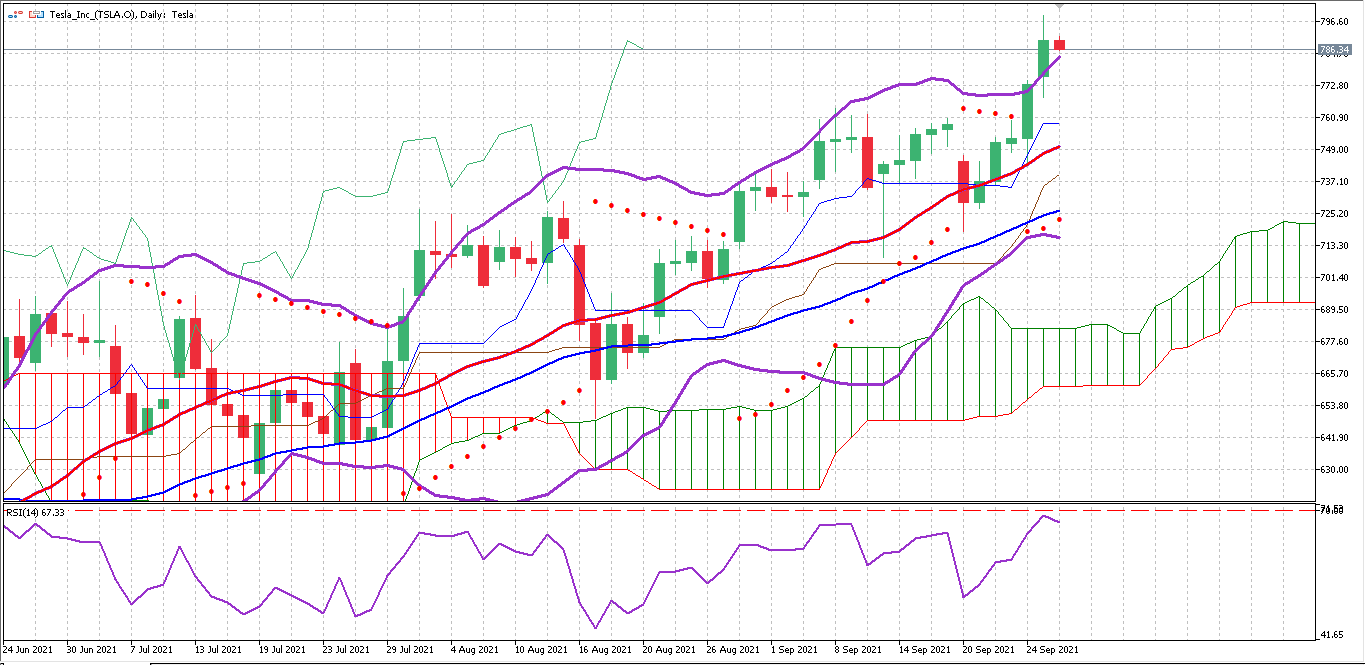 Tesla_Inc_(TSLA.O), Daily: Tesla
796.60
786.34
772.80
760.90
749.00
737.10
725.20
713.30
701.40
689.50
677.60
665.70
653.80
641.90
630.00
RSI(14) 67.33
41.65
24 Jun 2021
30 Jun 2021
7 Jul 2021
13 Jul 2021
19 Jul 2021
23 Jul 2021
29 Jul 2021
4 Aug 2021
10 Aug 2021
16 Aug 2021
20 Aug 2021
26 Aug 2021
1 Sep 2021
8 Sep 2021
14 Sep 2021
20 Sep 2021
24 Sep 2021